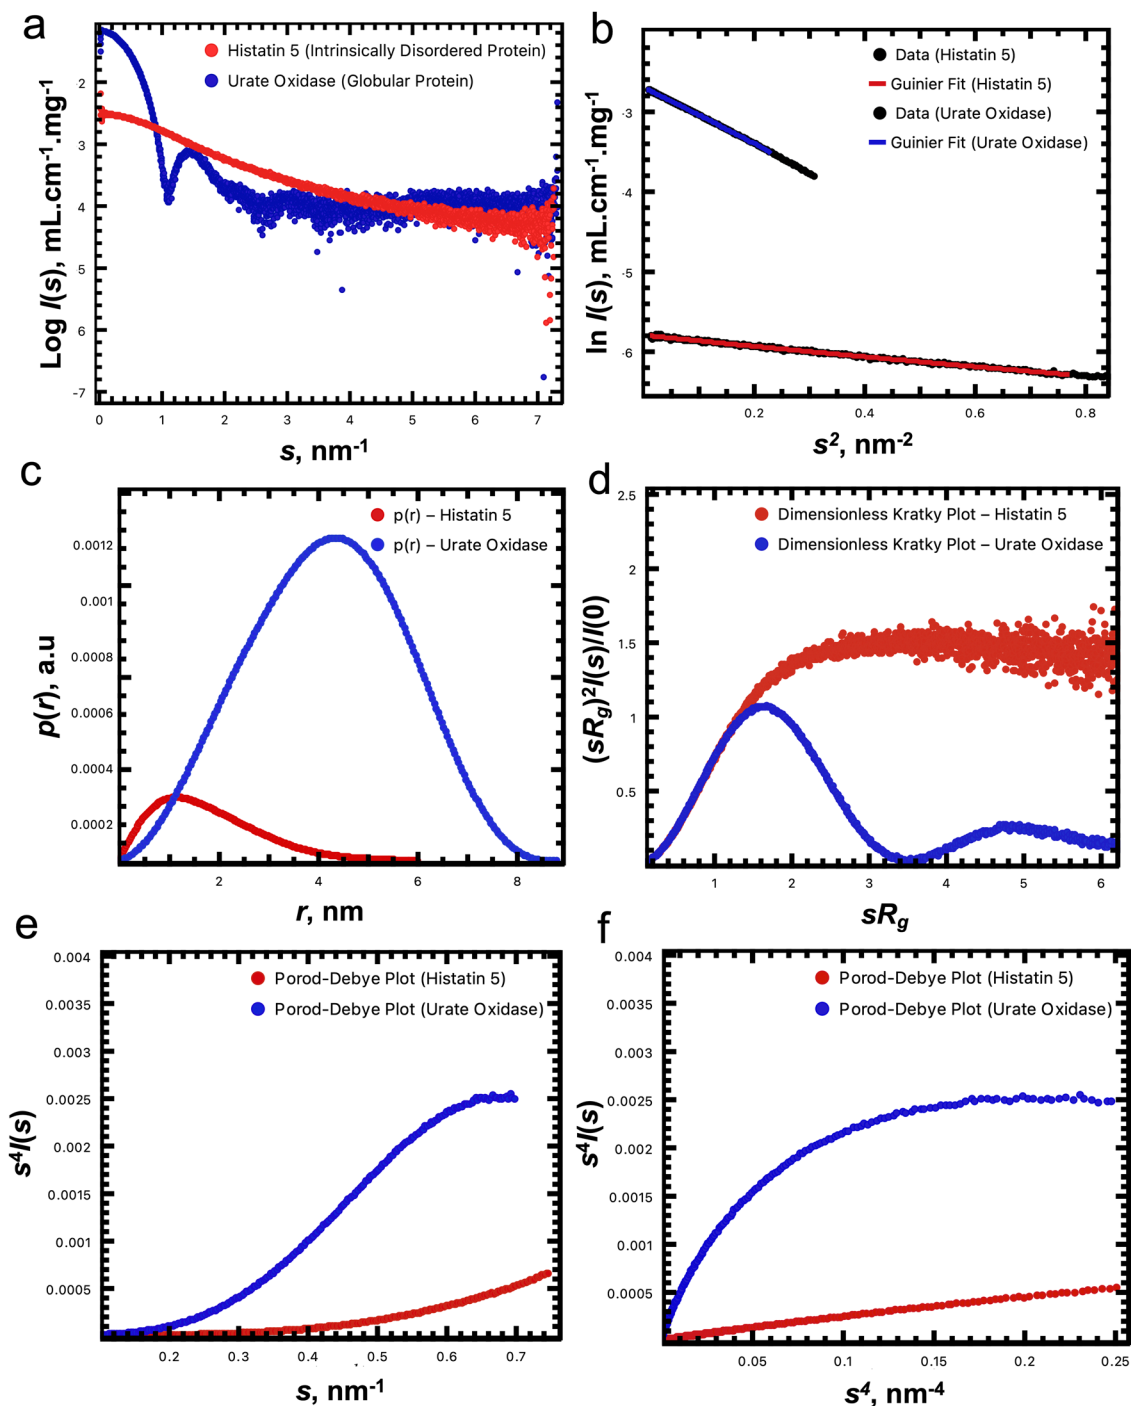 a
Histatin 5 (Intrinsically Disordered Protein)
Urate Oxidase (Globular Protein)
Log I(s), mL.cm-1.mg-1
2
3
4
5
6
-7
0 1 2 3 4 5 6 7
s, nm-1
b
Data (Histatin 5)
Guinier Fit (Histatin 5)
Data (Urate Oxidase)
Guinier Fit (Urate Oxidase)
ln I(s), mL.cm-1.mg-1
-3
-4
-5
-6
0.2 0.4 0.6 0.8
s2, nm-2
c
p(r) – Histatin 5
p(r) – Urate Oxidase
p(r), a.u
0.0012
0.001
0.0008
0.0006
0.0004
0.0002
2 4 6 8
r, nm
d
Dimensionless Kratky Plot – Histatin 5
Dimensionless Kratky Plot – Urate Oxidase
(sRg)2I(s)/I(0)
2.5
2
1.5
1
0.5
1 2 3 4 5 6
sRg
e
Porod-Debye Plot (Histatin 5)
Porod-Debye Plot (Urate Oxidase)
s4I(s)
0.004
0.0035
0.003
0.0025
0.002
0.0015
0.001
0.0005
0.2 0.3 0.4 0.5 0.6 0.7
s, nm-1
f
Porod-Debye Plot (Histatin 5)
Porod-Debye Plot (Urate Oxidase)
s4I(s)
0.004
0.0035
0.003
0.0025
0.002
0.0015
0.001
0.0005
0.05 0.1 0.15 0.2 0.25
s4, nm-4